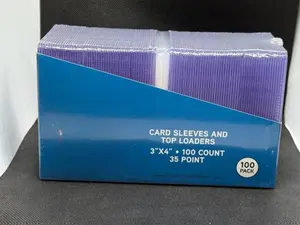 CARD SLEEVES AND
TOP LOADERS
3"X4" • 100 COUNT
35 POINT
100
PACK